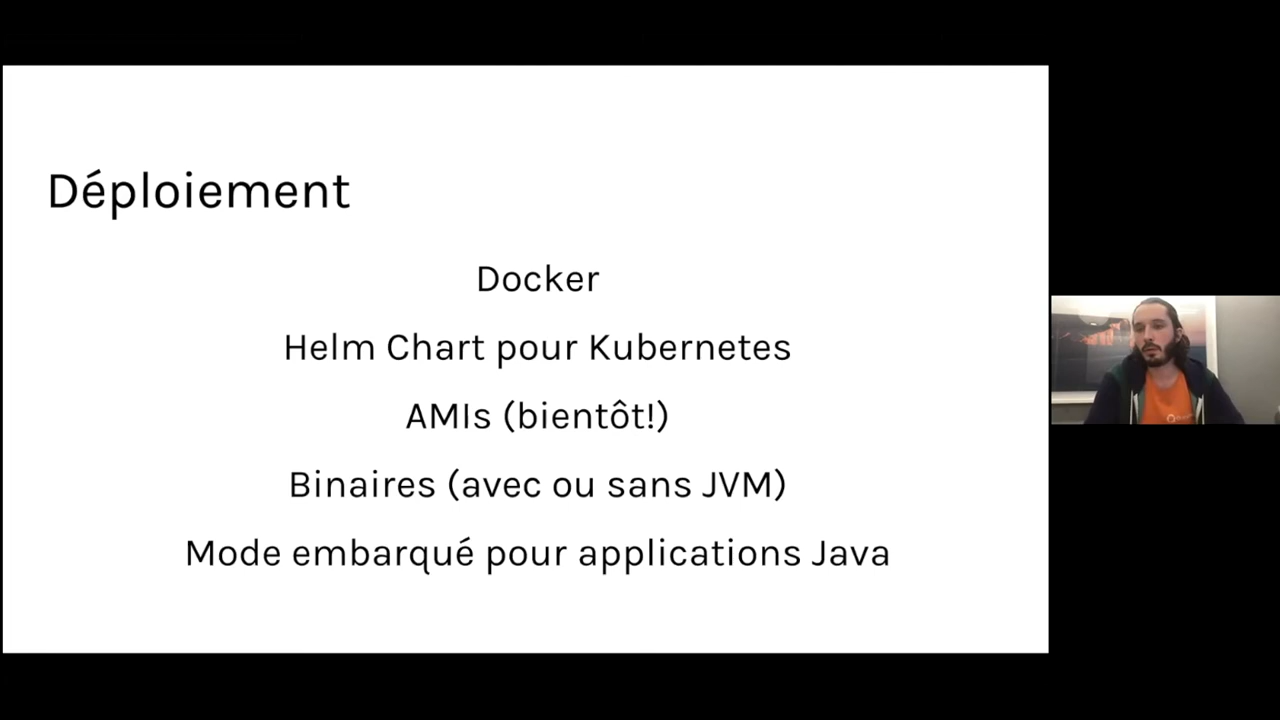 Déploiement
Docker
Helm Chart pour Kubernetes
AMIs (bientôt!)
Binaires (avec ou sans JVM)
Mode embarqué pour applications Java